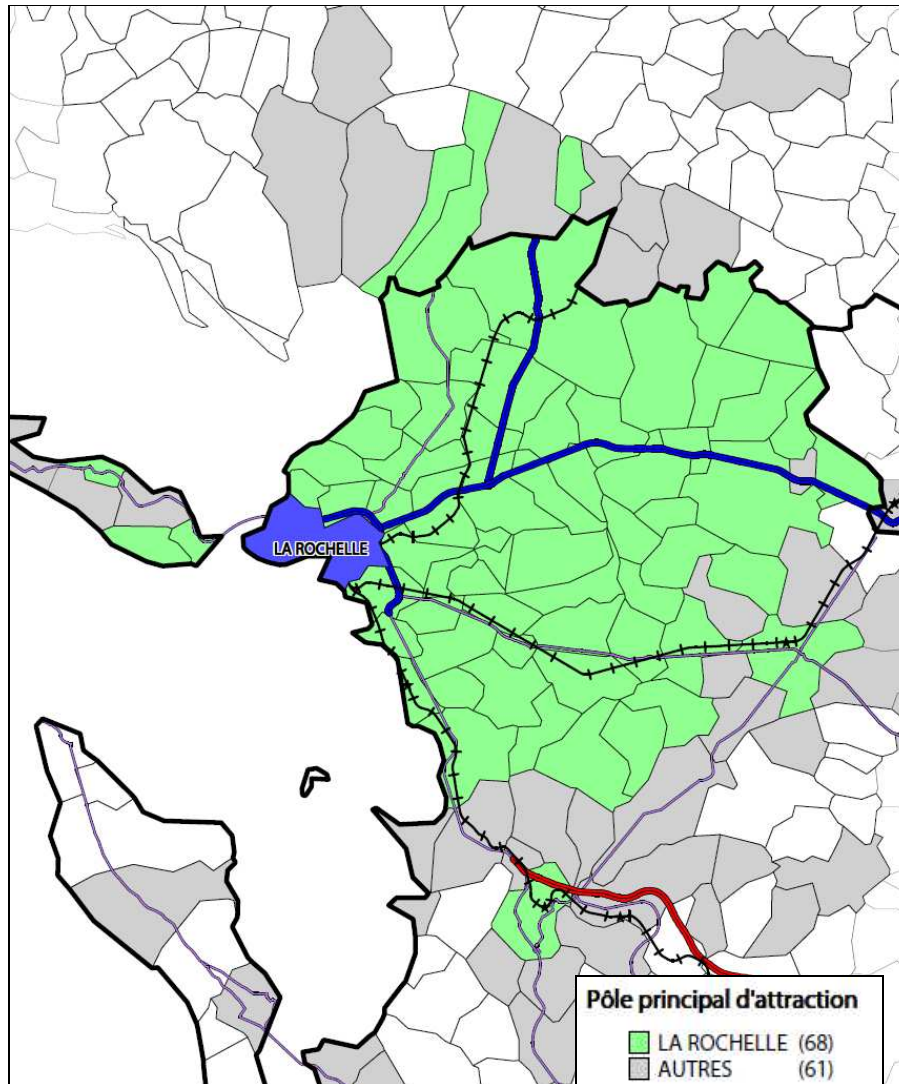 LA ROCHELLE
Pôle principal d'attraction
LA ROCHELLE (68)
AUTRES (61)